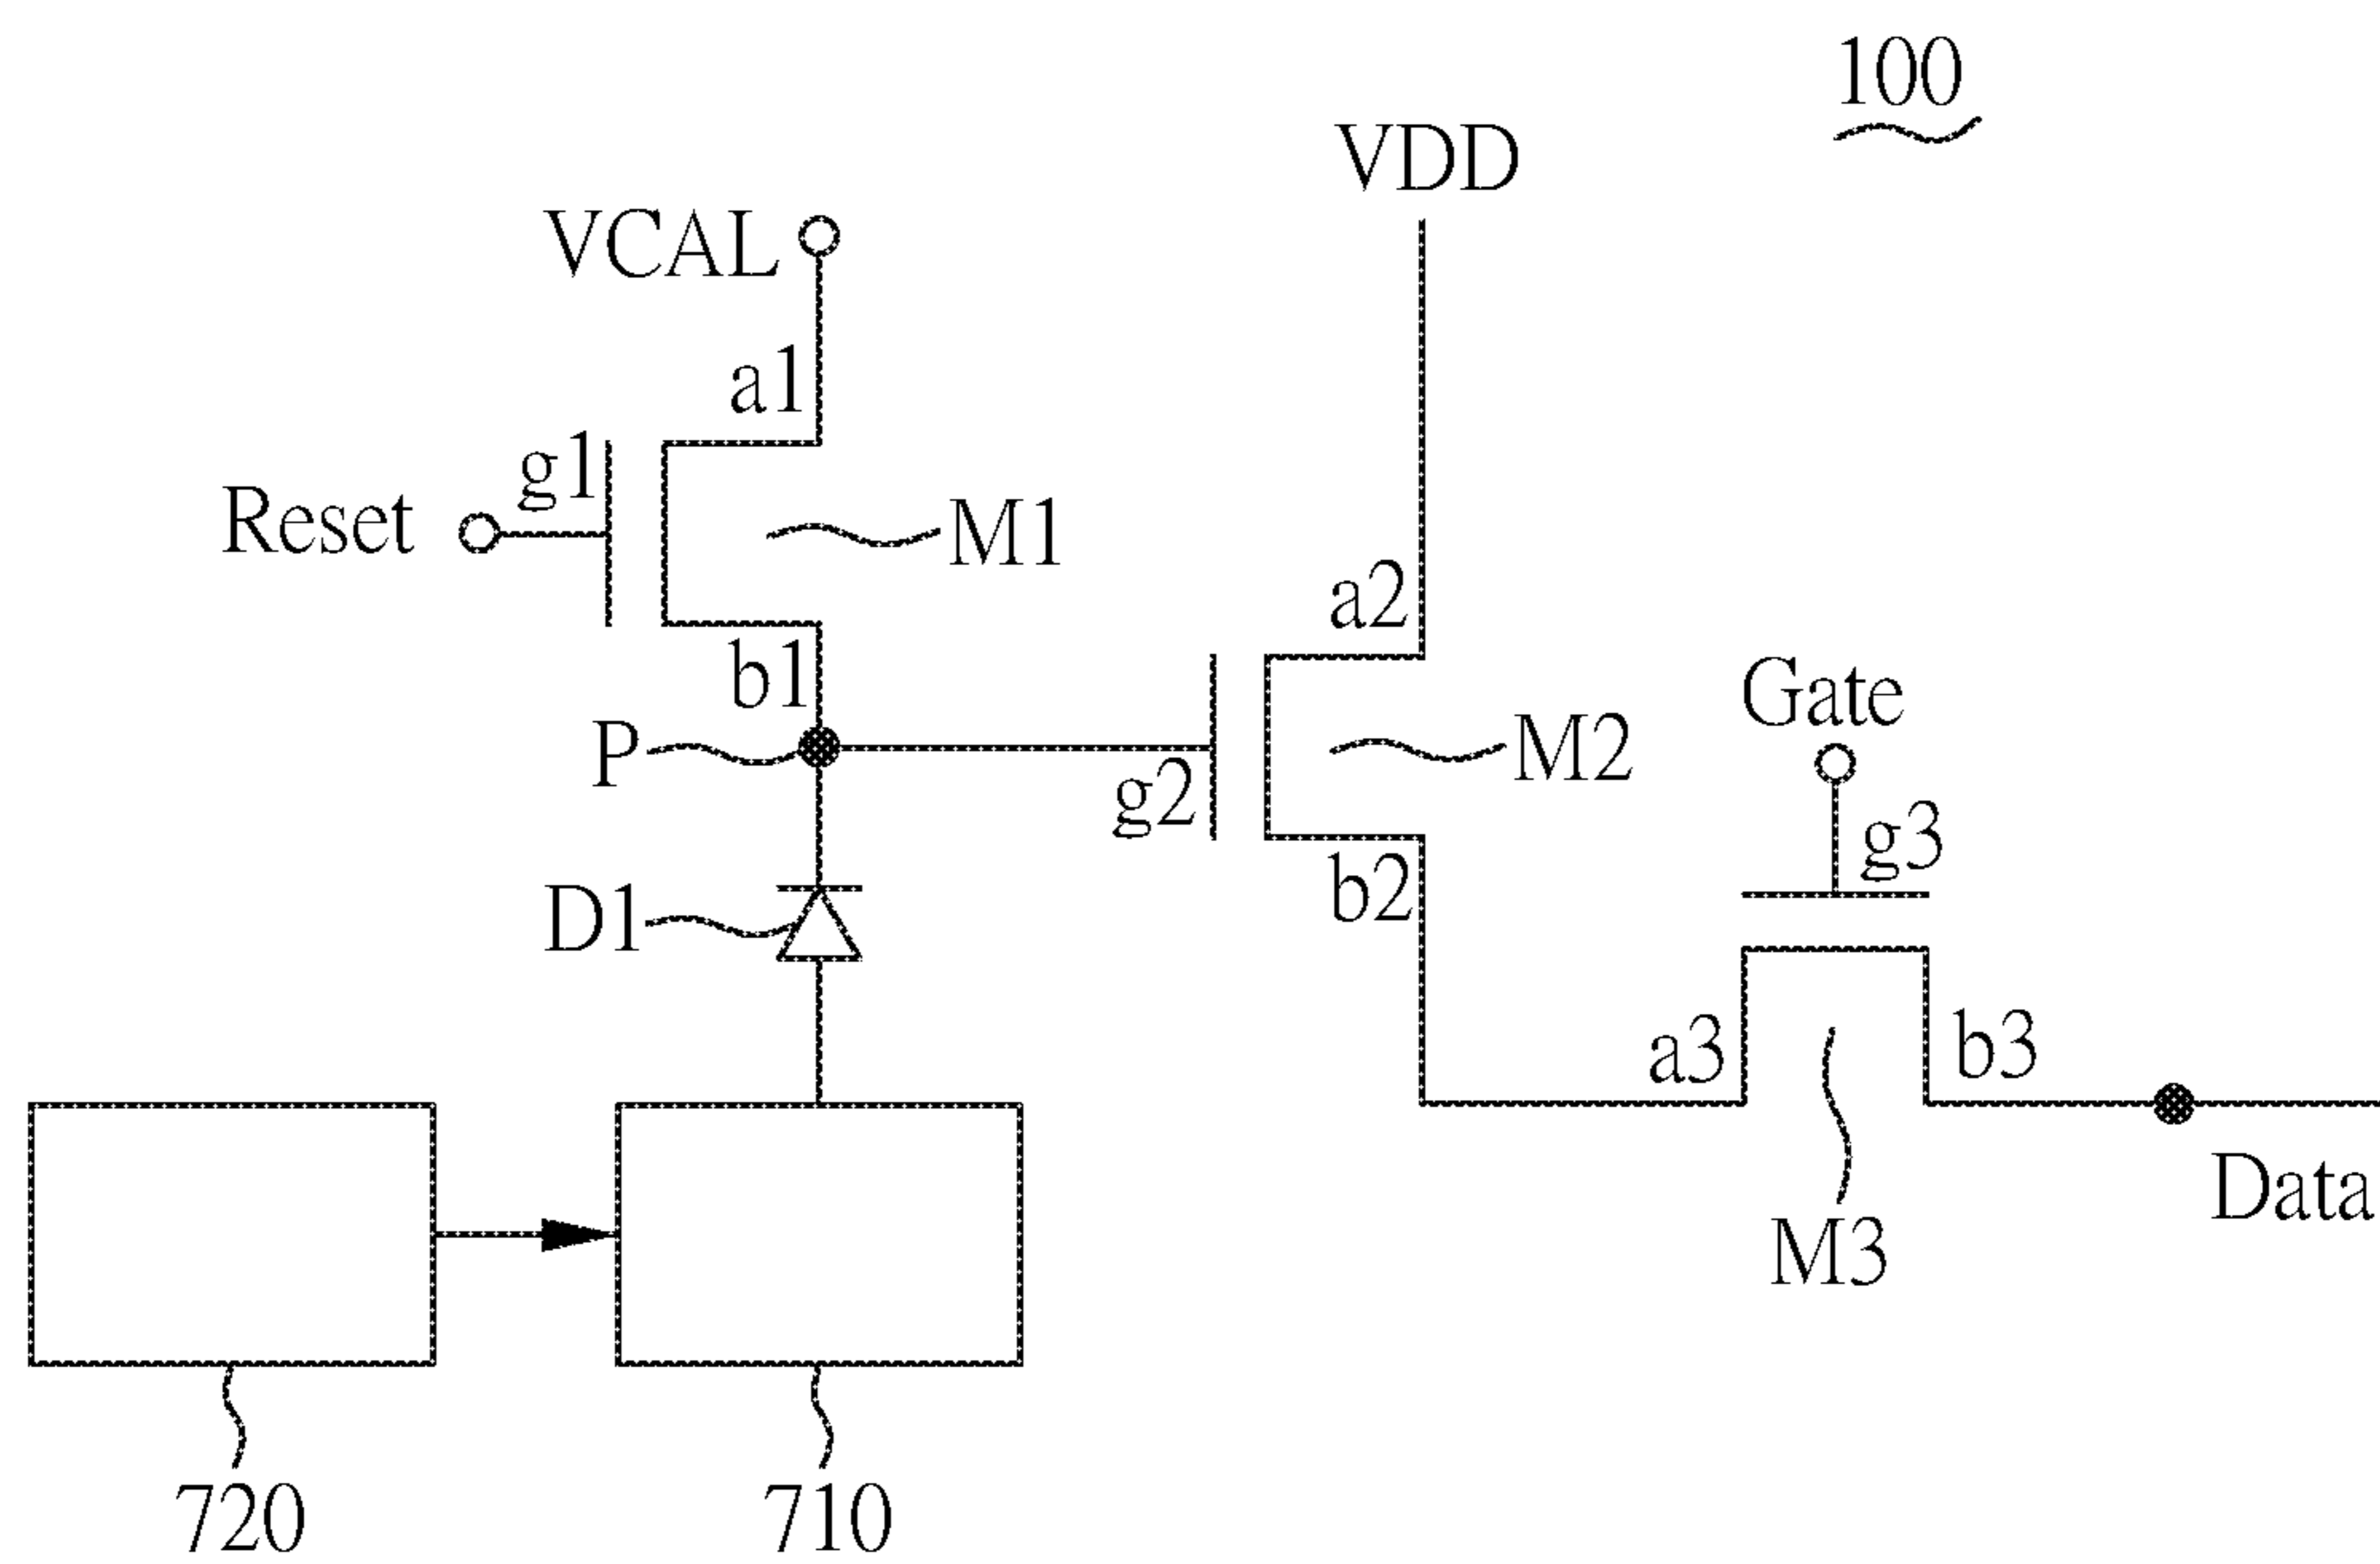 100
VDD
VCAL
a1
g1
Reset
M1
a2
b1
Gate
P
M2
g2
g3
b2
D1
a3
b3
Data
M3
720
710